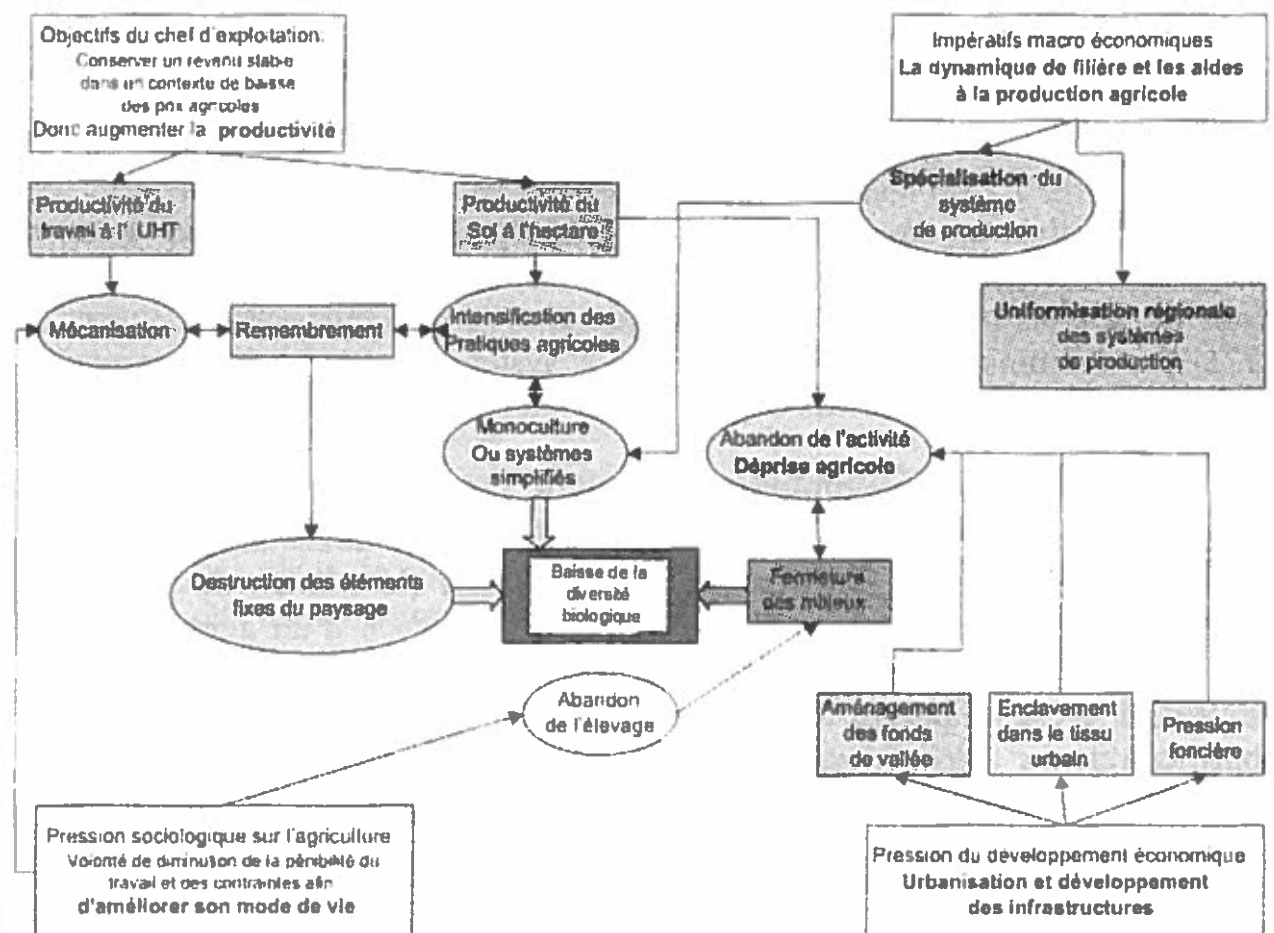 Objectifs du chef d'exploitation:
Conserver un revenu stable
dans un contexte de baisse
des prix agricoles
Donc augmenter la productivité
Impératifs macro économiques
La dynamique de filière et les aides
à la production agricole
Productivité du
travail à l' UHT
Productivité du
Sol à l'hectare
Spécialisation du
système
de production
Mécanisation
Remembrement
Intensification des
Pratiques agricoles
Uniformisation régionale
des systèmes
de production
Monoculture
Ou systèmes
simplifiés
Abandon de l'activité
Déprise agricole
Destruction des éléments
fixes du paysage
Baisse de la
diversité
biologique
Fermeture
des milieux
Abandon
de l'élevage
Aménagement
des fonds
de vallée
Enclavement
dans le tissu
urbain
Pression
foncière
Pression sociologique sur l'agriculture
Volonté de diminution de la pénibilité du
travail et des contraintes afin
d'améliorer son mode de vie
Pression du développement économique
Urbanisation et développement
des infrastructures